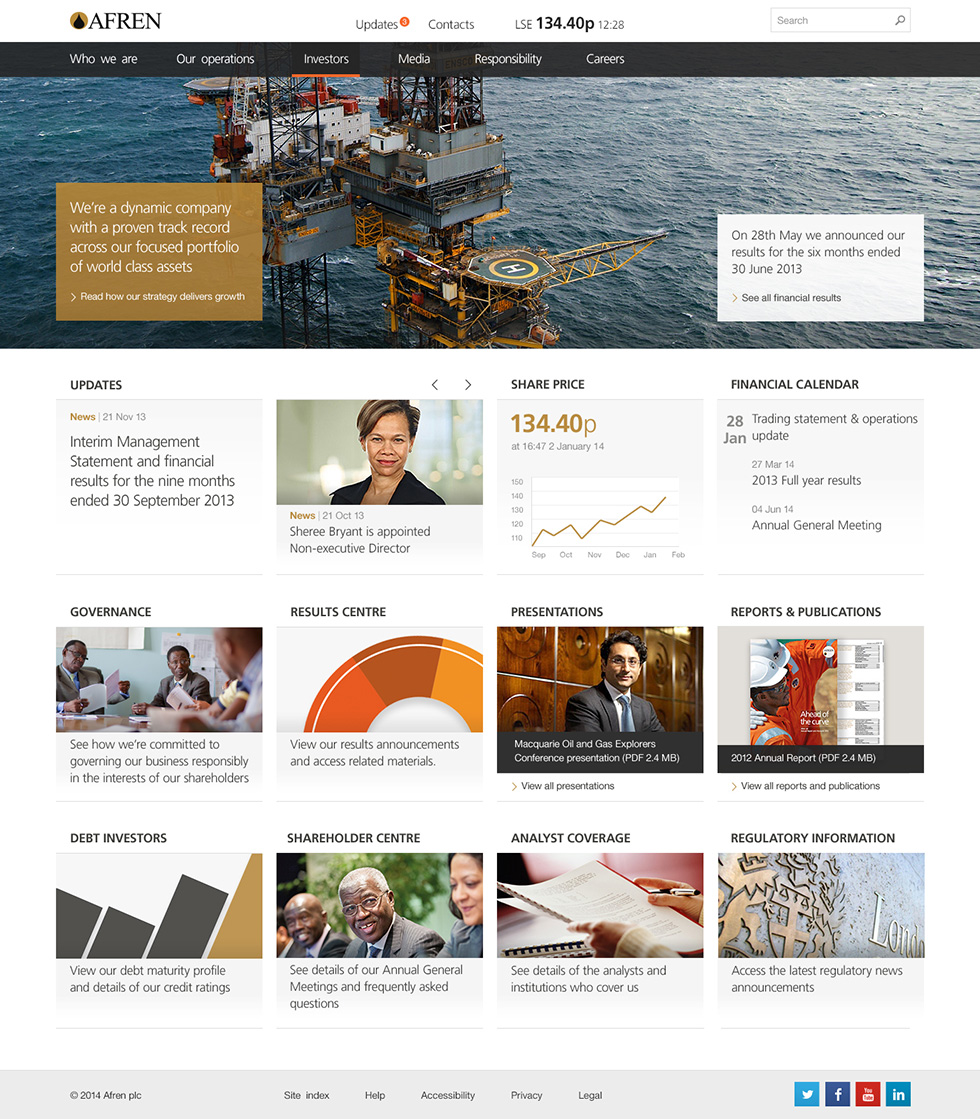 AFREN
Updates 3
Contacts
LSE 134.40p 12:28
Search
Who we are
Our operations
Investors
Media
Responsibility
Careers
We're a dynamic company
with a proven track record
across our focused portfolio
of world class assets
Read how our strategy delivers growth
H
On 28th May we announced our
results for the six months ended
30 June 2013
See all financial results
UPDATES
News | 21 Nov 13
Interim Management
Statement and financial
results for the nine months
ended 30 September 2013
News | 21 Oct 13
Sheree Bryant is appointed
Non-executive Director
SHARE PRICE
134.40p
at 16:47 2 January 14
150
140
130
120
110
Sep Oct Nov Dec Jan Feb
FINANCIAL CALENDAR
28 Jan
Trading statement & operations
update
27 Mar 14
2013 Full year results
04 Jun 14
Annual General Meeting
GOVERNANCE
See how we're committed to
governing our business responsibly
in the interests of our shareholders
RESULTS CENTRE
View our results announcements
and access related materials.
PRESENTATIONS
Macquarie Oil and Gas Explorers
Conference presentation (PDF 2.4 MB)
View all presentations
REPORTS & PUBLICATIONS
Ahead of
the curve
2012 Annual Report (PDF 2.4 MB)
View all reports and publications
DEBT INVESTORS
View our debt maturity profile
and details of our credit ratings
SHAREHOLDER CENTRE
See details of our Annual General
Meetings and frequently asked
questions
ANALYST COVERAGE
See details of the analysts and
institutions who cover us
REGULATORY INFORMATION
Londo
Access the latest regulatory news
announcements
© 2014 Afren plc
Site index
Help
Accessibility
Privacy
Legal
f
You
Tube
in